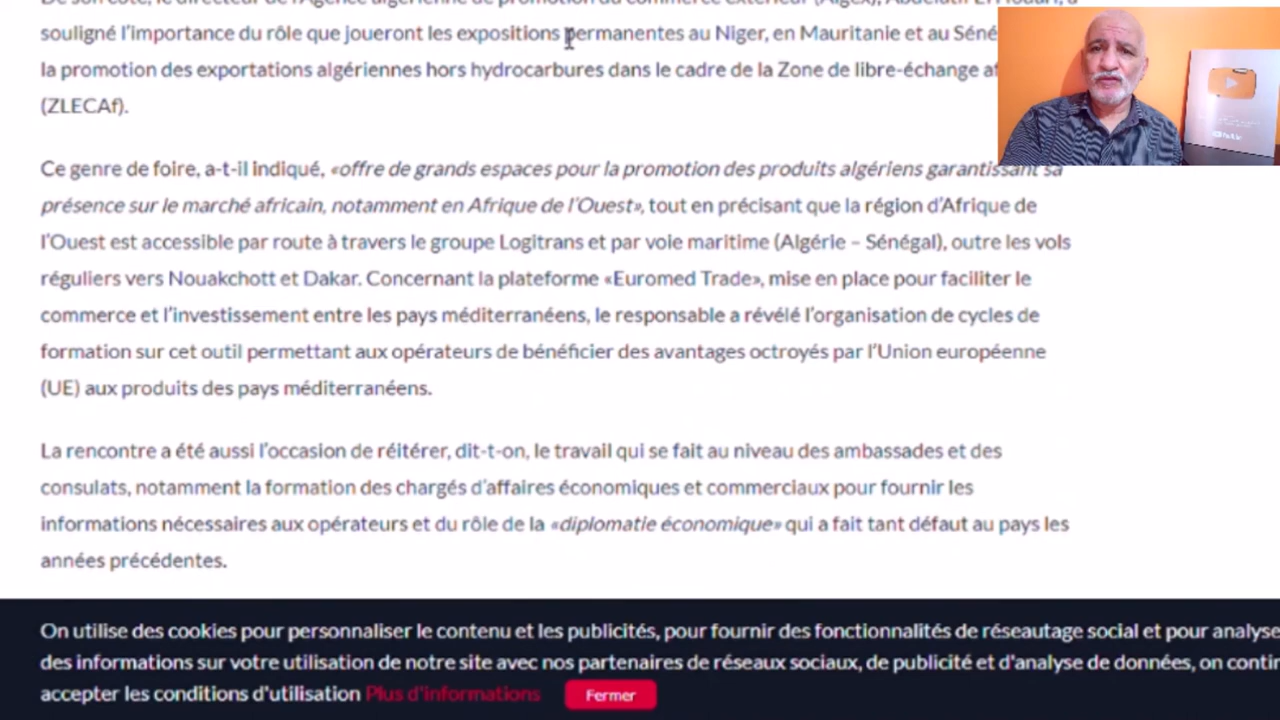 De son côté, le directeur de l'Agence algérienne de promotion du commerce extérieur (Algex), Abdelatif El Houari, a
souligné l'importance du rôle que joueront les expositions permanentes au Niger, en Mauritanie et au Séné
la promotion des exportations algériennes hors hydrocarbures dans le cadre de la Zone de libre-échange af
(ZLECAf).
Ce genre de foire, a-t-il indiqué, «offre de grands espaces pour la promotion des produits algériens garantissant sa
présence sur le marché africain, notamment en Afrique de l'Ouest», tout en précisant que la région d'Afrique de
l'Ouest est accessible par route à travers le groupe Logitrans et par voie maritime (Algérie – Sénégal), outre les vols
réguliers vers Nouakchott et Dakar. Concernant la plateforme «Euromed Trade», mise en place pour faciliter le
commerce et l'investissement entre les pays méditerranéens, le responsable a révélé l'organisation de cycles de
formation sur cet outil permettant aux opérateurs de bénéficier des avantages octroyés par l'Union européenne
(UE) aux produits des pays méditerranéens.
La rencontre a été aussi l'occasion de réitérer, dit-t-on, le travail qui se fait au niveau des ambassades et des
consulats, notamment la formation des chargés d'affaires économiques et commerciaux pour fournir les
informations nécessaires aux opérateurs et du rôle de la «diplomatie économique» qui a fait tant défaut au pays les
années précédentes.
On utilise des cookies pour personnaliser le contenu et les publicités, pour fournir des fonctionnalités de réseautage social et pour analyse
des informations sur votre utilisation de notre site avec nos partenaires de réseaux sociaux, de publicité et d'analyse de données, on contin
accepter les conditions d'utilisation Plus d'informations Fermer